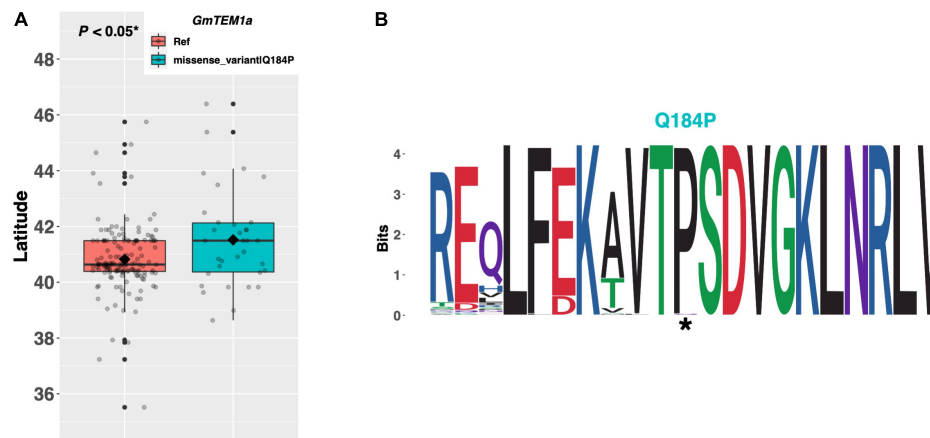 A
P < 0.05*
GmTEM1a
Ref
missense_variant|Q184P
Latitude
48
46
44
42
40
38
36
B
Q184P
Bits
4
3
2
1
0
REQLFEKAVTPSDVGKLNRLV
D
T
V
D
*